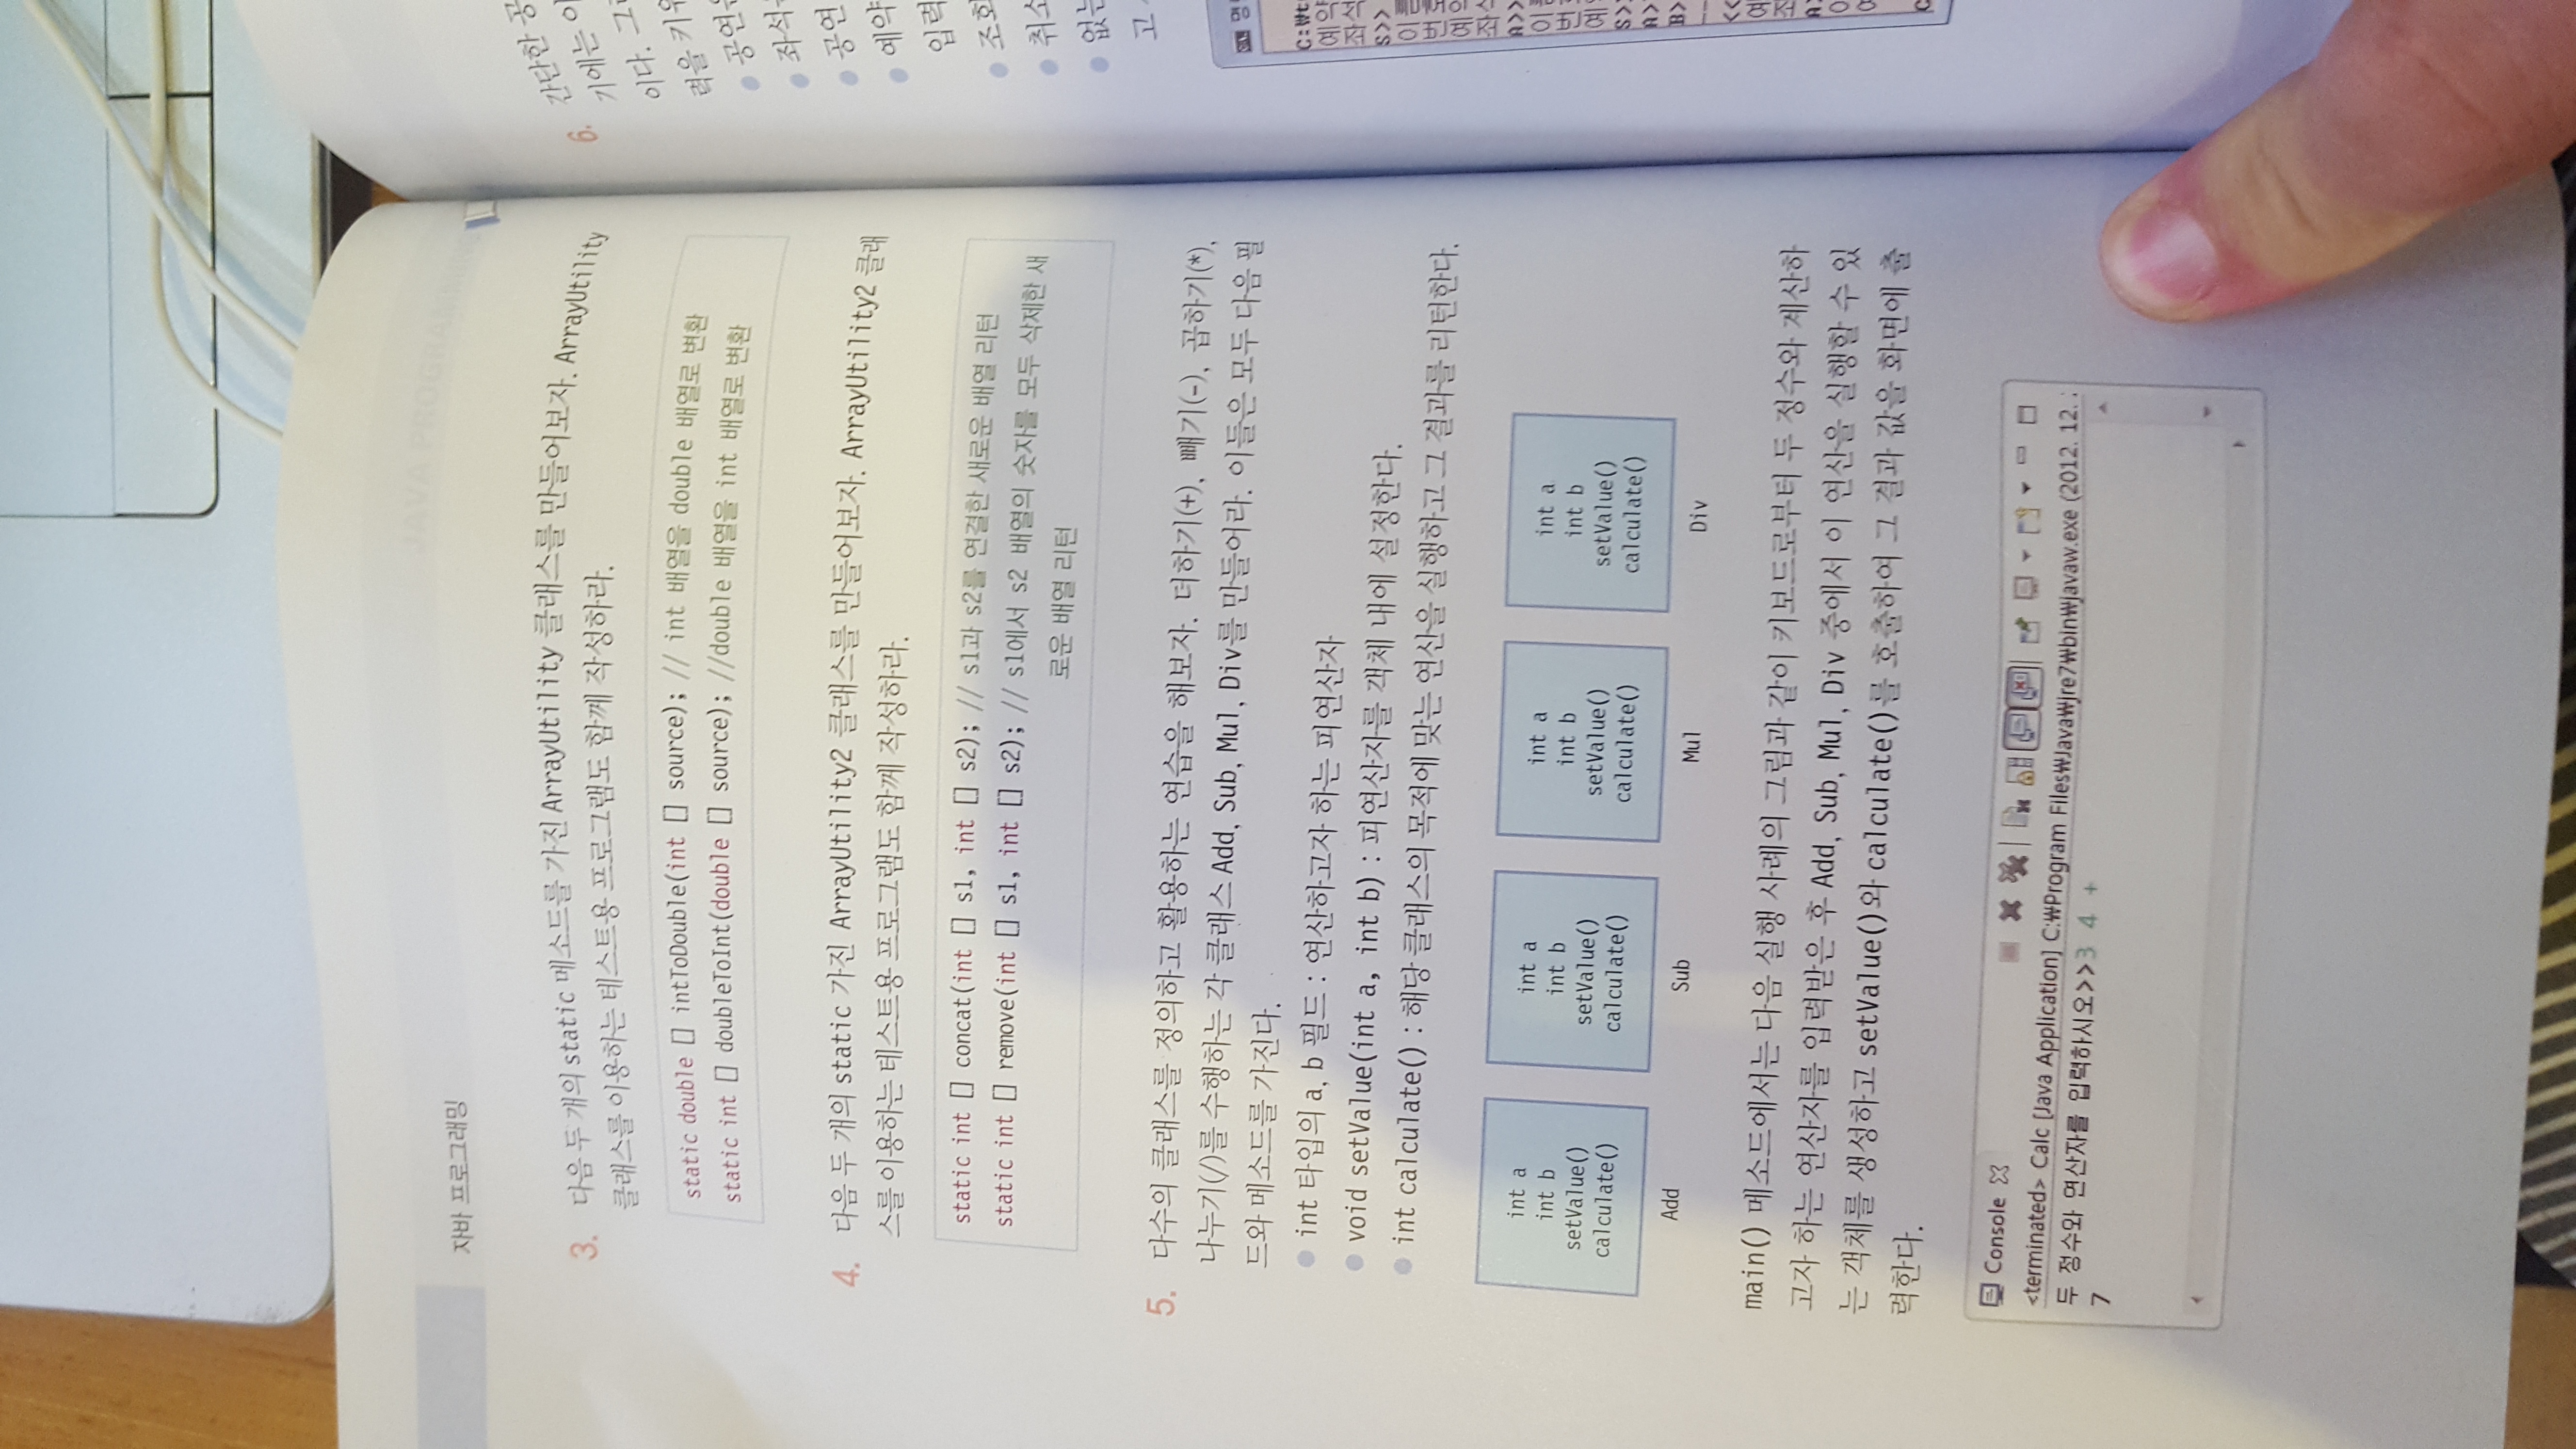 자바 프로그래밍
3. 다음 두 개의 static 메소드를 가진 ArrayUtility 클래스를 만들어보자. ArrayUtility
클래스를 이용하는 테스트용 프로그램도 함께 작성하라.
static double [] intToDouble(int [] source); // int 배열을 double 배열로 변환
static int [] doubleToInt(double [] source); //double 배열을 int 배열로 변환
4. 다음 두 개의 static 가진 ArrayUtility2 클래스를 만들어보자. ArrayUtility2 클래
스를 이용하는 테스트용 프로그램도 함께 작성하라.
static int [] concat(int [] s1, int [] s2); // s1과 s2를 연결한 새로운 배열 리턴
static int [] remove(int [] s1, int [] s2); // s1에서 s2 배열의 숫자를 모두 삭제한 새
로운 배열 리턴
5. 다수의 클래스를 정의하고 활용하는 연습을 해보자. 더하기(+), 빼기(-), 곱하기(*),
나누기(/)를 수행하는 각 클래스 Add, Sub, Mul, Div를 만들어라. 이들은 모두 다음 필
드와 메소드를 가진다.
● int 타입의 a, b 필드 : 연산하고자 하는 피연산자
● void setValue(int a, int b) : 피연산자를 객체 내에 설정한다.
● int calculate() : 해당 클래스의 목적에 맞는 연산을 실행하고 그 결과를 리턴한다.
int a
int b
setValue()
calculate()
Add
int a
int b
setValue()
calculate()
Sub
int a
int b
setValue()
calculate()
Mul
int a
int b
setValue()
calculate()
Div
main() 메소드에서는 다음 실행 사례의 그림과 같이 키보드로부터 두 정수와 계산하
고자 하는 연산자를 입력받은 후 Add, Sub, Mul, Div 중에서 이 연산을 실행할 수 있
는 객체를 생성하고 setValue()와 calculate()를 호출하여 그 결과 값을 화면에 출
력한다.
Console
<terminated> Calc [Java Application] C:₩Program Files₩Java₩jre7₩bin₩javaw.exe (2012. 12.
두 정수와 연산자를 입력하시오>>3 4 +
7
6. 간단한 공
기에는 이
이다. 그
력을 키우
● 공연은
● 좌석
● 공연
● 예약
입력
● 조회
● 취소
● 없는
고
C:₩
예약
좌석
S>>
이름
번호
예약
좌석
A>>
이름
번호
예약